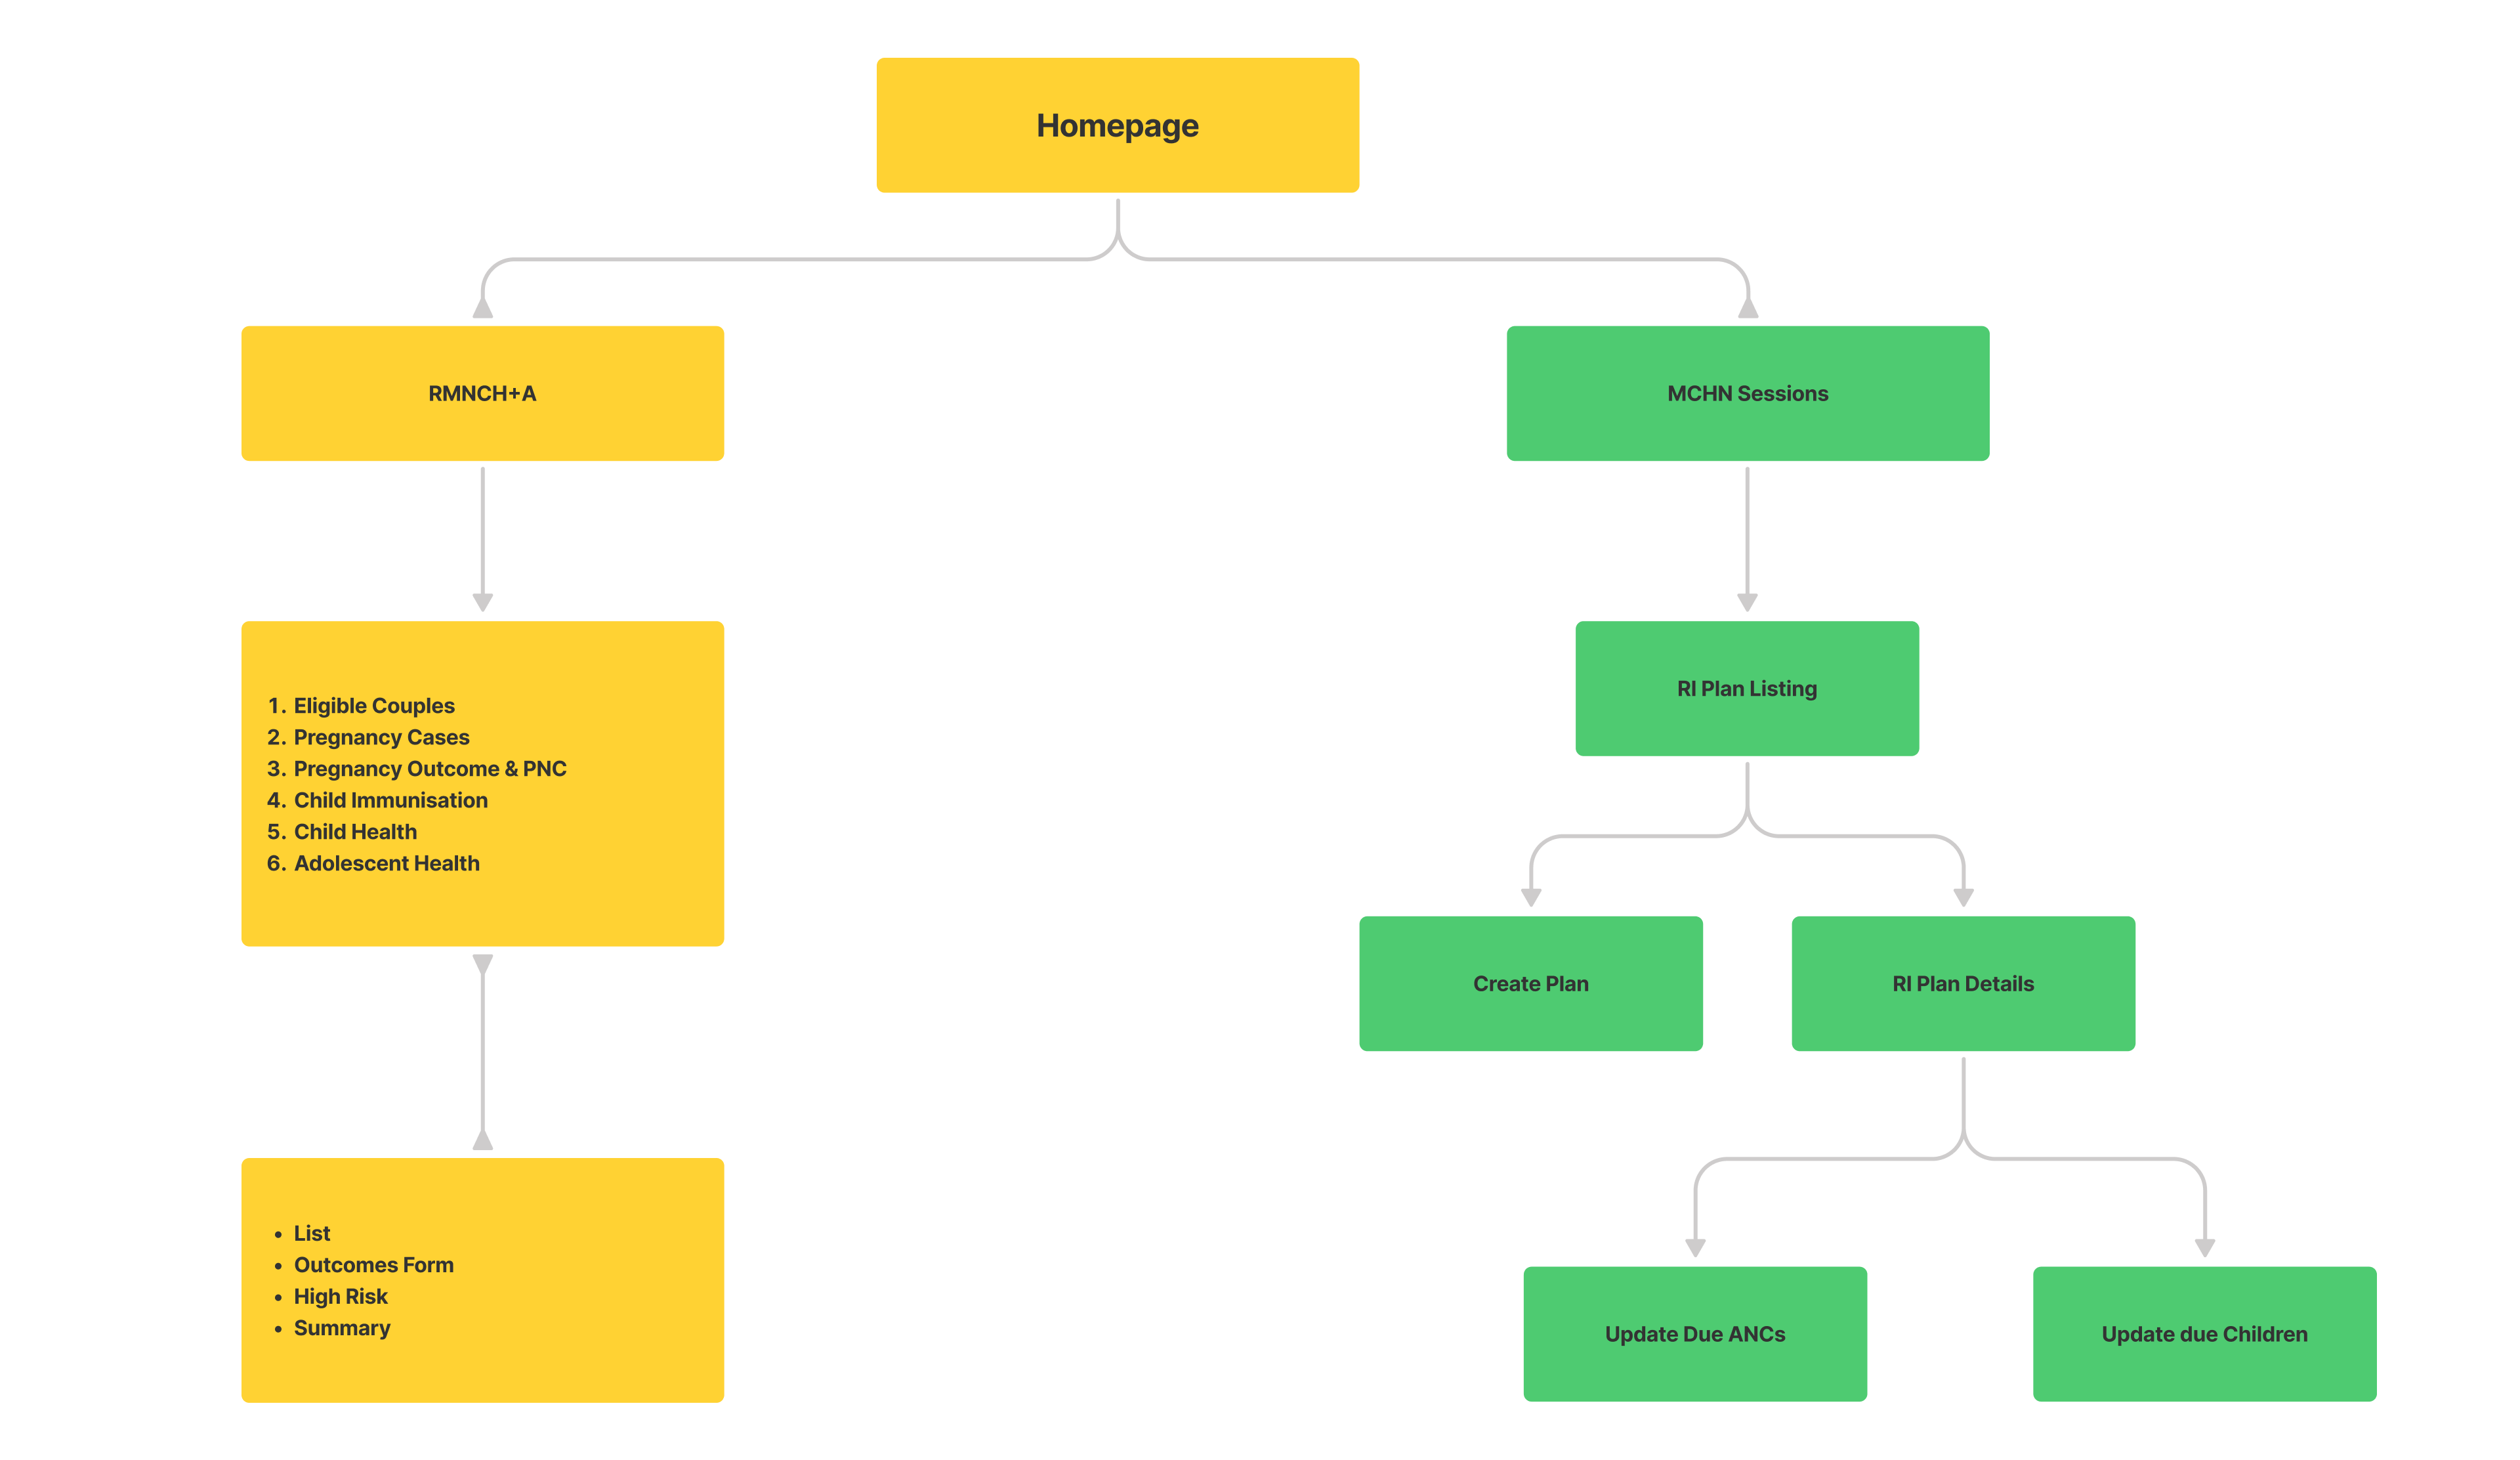 Homepage
RMNCH+A
MCHN Sessions
1. Eligible Couples
2. Pregnancy Cases
3. Pregnancy Outcome & PNC
4. Child Immunisation
5. Child Health
6. Adolescent Health
RI Plan Listing
Create Plan
RI Plan Details
• List
• Outcomes Form
• High Risk
• Summary
Update Due ANCs
Update due Children